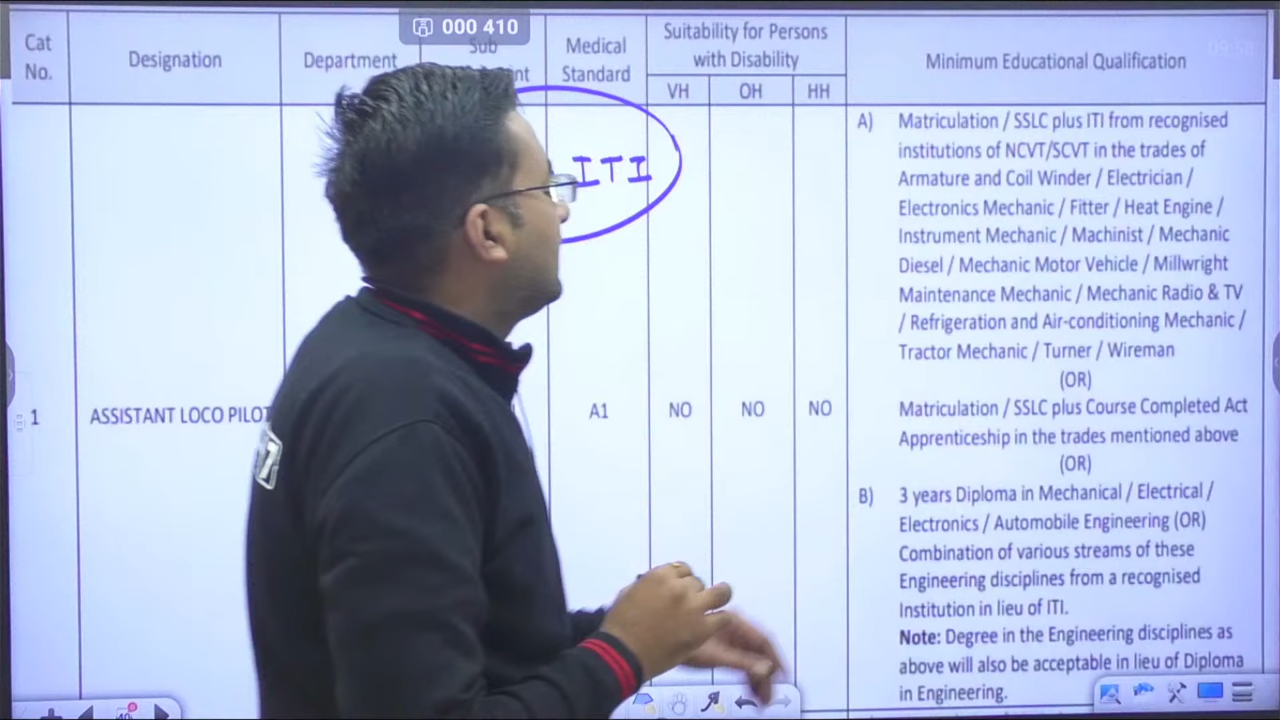 000 410
Cat
No.
Designation
Department
Sub
Medical
Standard
Suitability for Persons
with Disability
VH
OH
HH
Minimum Educational Qualification
ITI
1
ASSISTANT LOCO PILOT
A1
NO
NO
NO
A) Matriculation / SSLC plus ITI from recognised
institutions of NCVT/SCVT in the trades of
Armature and Coil Winder / Electrician /
Electronics Mechanic / Fitter / Heat Engine /
Instrument Mechanic / Machinist / Mechanic
Diesel / Mechanic Motor Vehicle / Millwright
Maintenance Mechanic / Mechanic Radio & TV
/ Refrigeration and Air-conditioning Mechanic /
Tractor Mechanic / Turner / Wireman
(OR)
Matriculation / SSLC plus Course Completed Act
Apprenticeship in the trades mentioned above
(OR)
B) 3 years Diploma in Mechanical / Electrical /
Electronics / Automobile Engineering (OR)
Combination of various streams of these
Engineering disciplines from a recognised
Institution in lieu of ITI.
Note: Degree in the Engineering disciplines as
above will also be acceptable in lieu of Diploma
in Engineering.